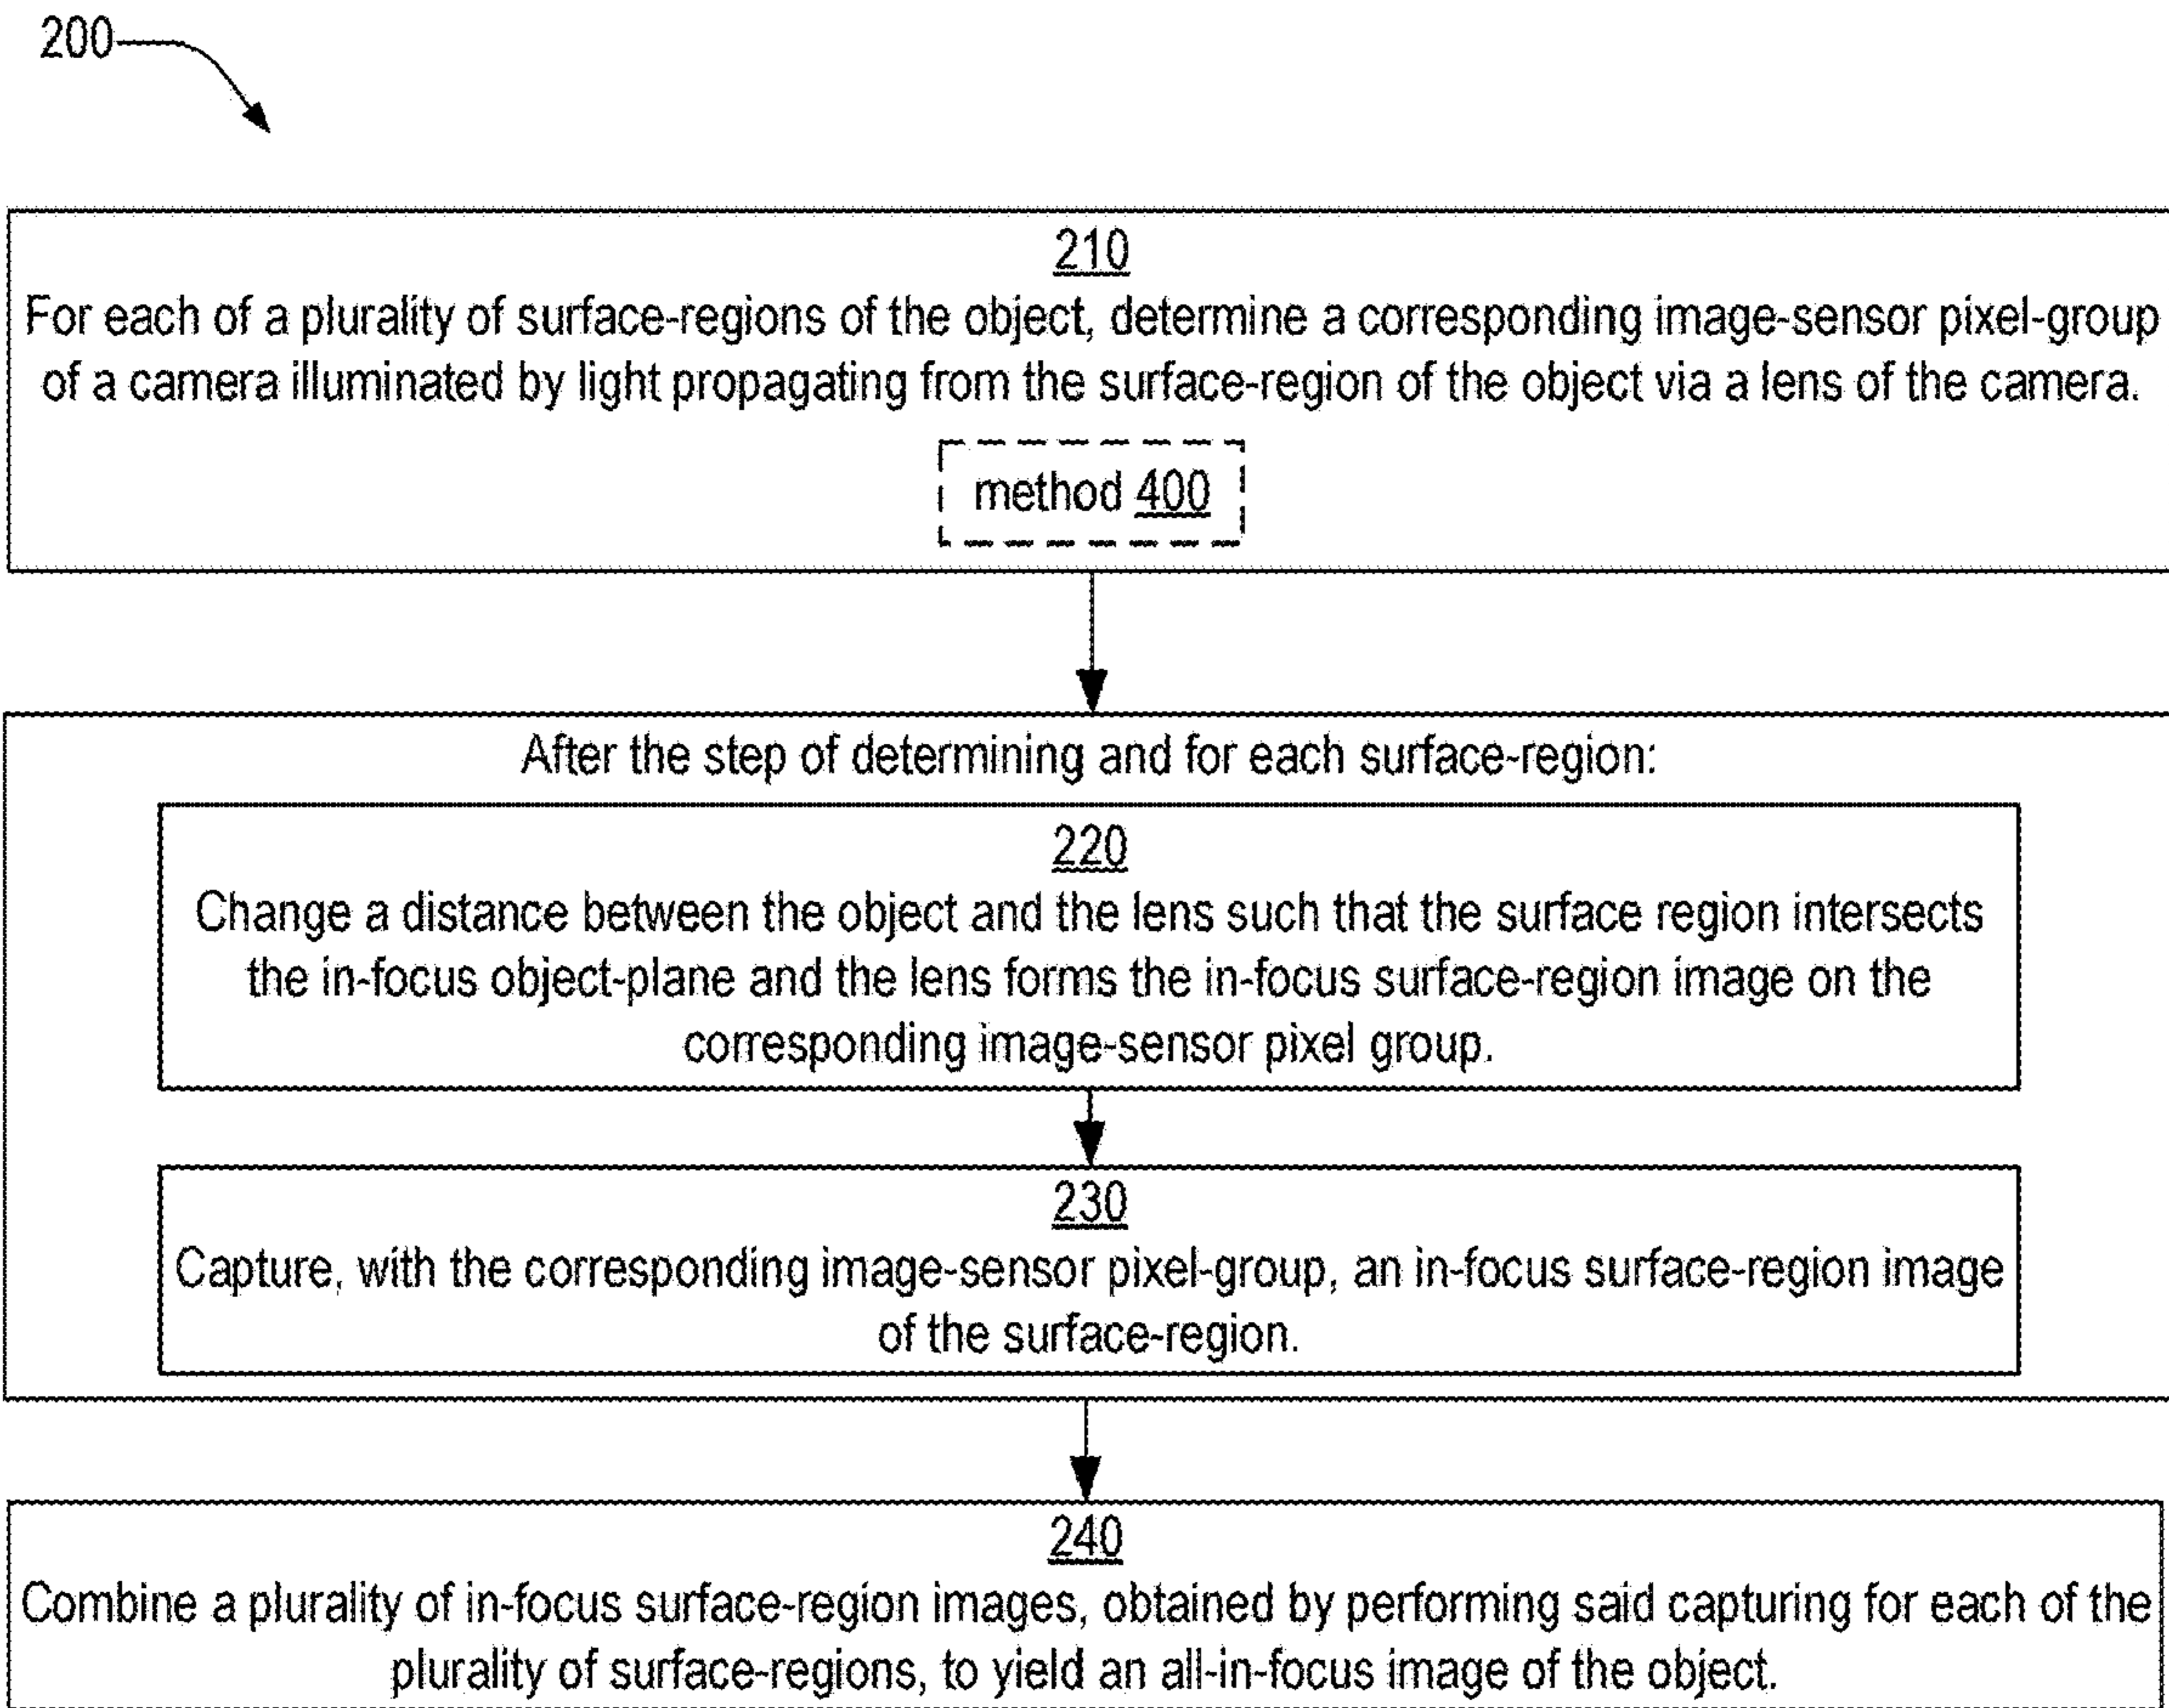 200
210
For each of a plurality of surface-regions of the object, determine a corresponding image-sensor pixel-group
of a camera illuminated by light propagating from the surface-region of the object via a lens of the camera.
method 400
After the step of determining and for each surface-region:
220
Change a distance between the object and the lens such that the surface region intersects
the in-focus object-plane and the lens forms the in-focus surface-region image on the
corresponding image-sensor pixel group.
230
Capture, with the corresponding image-sensor pixel-group, an in-focus surface-region image
of the surface-region.
240
Combine a plurality of in-focus surface-region images, obtained by performing said capturing for each of the
plurality of surface-regions, to yield an all-in-focus image of the object.